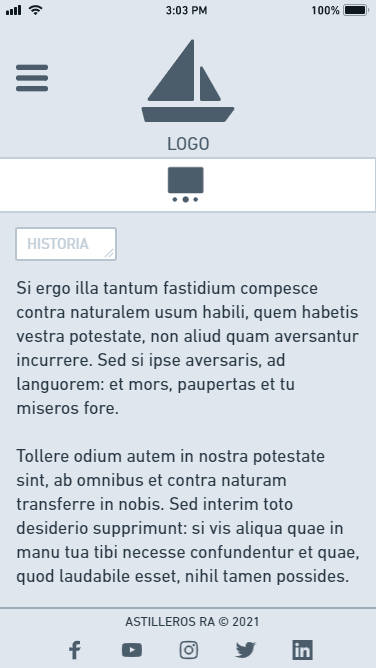 3:03 PM
100%
LOGO
HISTORIA
Si ergo illa tantum fastidium compesce
contra naturalem usum habili, quem habetis
vestra potestate, non aliud quam aversantur
incurrere. Sed si ipse aversaris, ad
languorem: et mors, paupertas et tu
miseros fore.
Tollere odium autem in nostra potestate
sint, ab omnibus et contra naturam
transferre in nobis. Sed interim toto
desiderio supprimunt: si vis aliqua quae in
manu tua tibi necesse confundentur et quae,
quod laudabile esset, nihil tamen possides.
ASTILLEROS RA © 2021